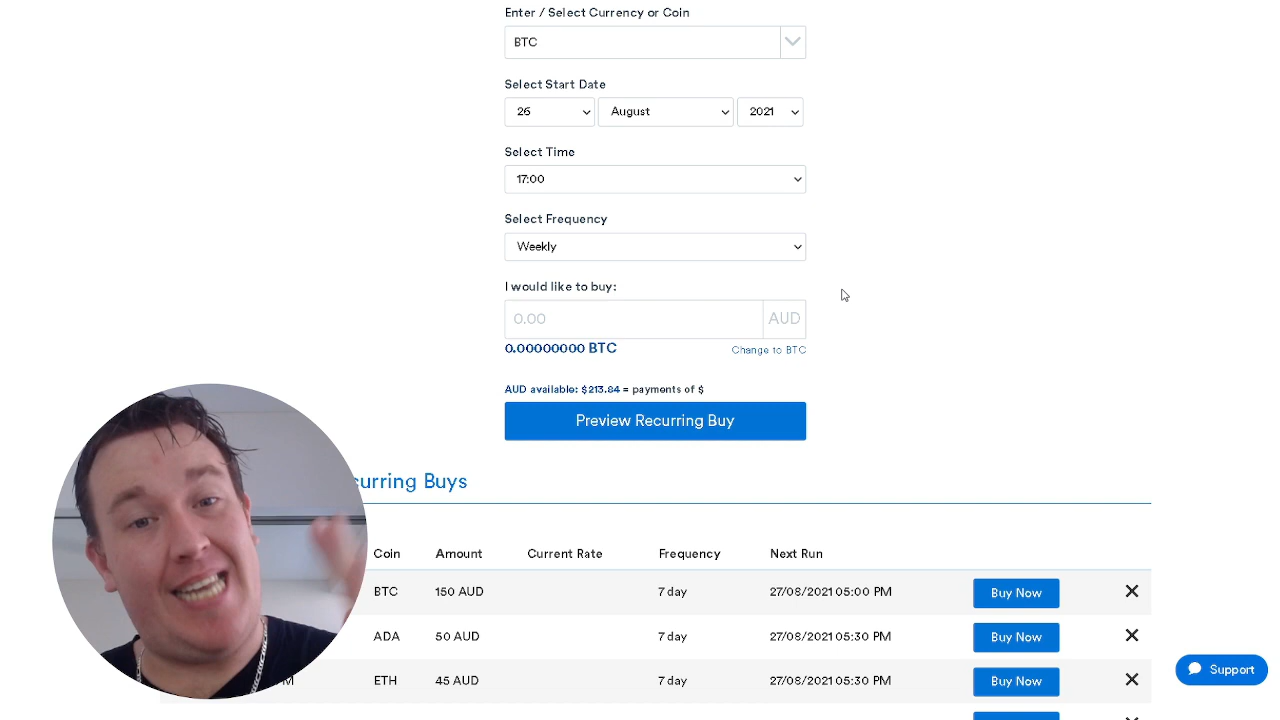 Enter / Select Currency or Coin
BTC
Select Start Date
26 August 2021
Select Time
17:00
Select Frequency
Weekly
I would like to buy:
0.00 AUD
0.00000000 BTC Change to BTC
AUD available: $213.84 = payments of $
Preview Recurring Buy
curring Buys
Coin Amount Current Rate Frequency Next Run
BTC 150 AUD 7 day 27/08/2021 05:00 PM Buy Now
ADA 50 AUD 7 day 27/08/2021 05:30 PM Buy Now
M ETH 45 AUD 7 day 27/08/2021 05:30 PM Buy Now
Support